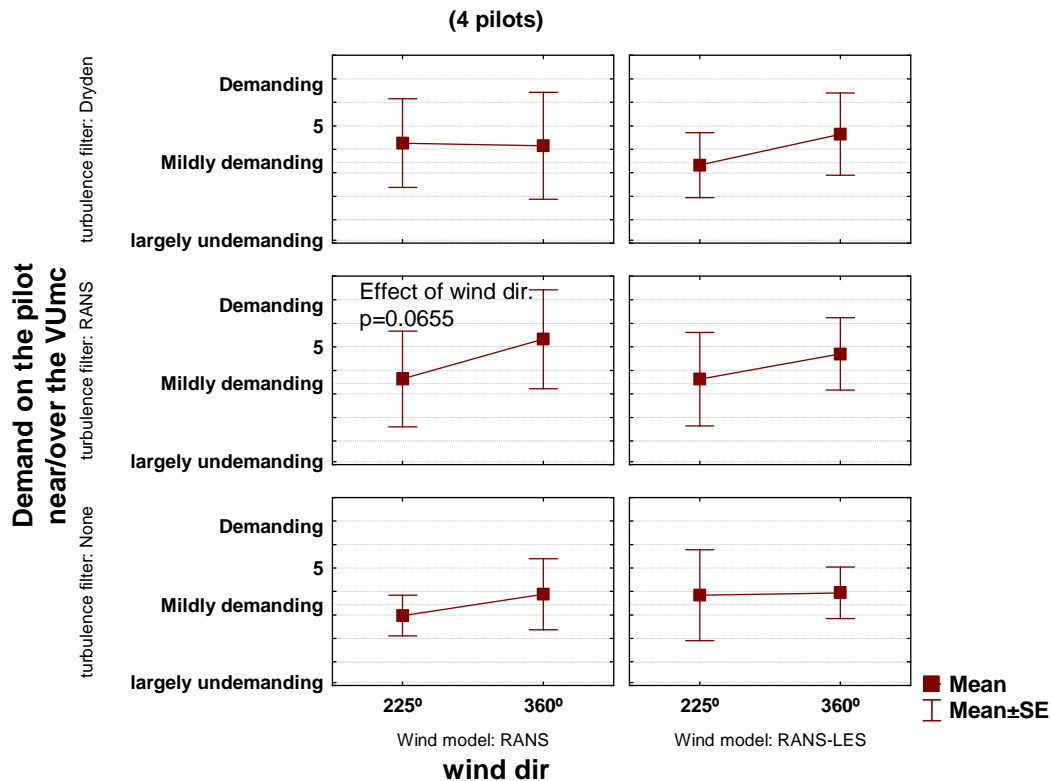 (4 pilots)
Demand on the pilot
near/over the VUmc
turbulence filter: Dryden
Demanding
5
Mildly demanding
largely undemanding
turbulence filter: RANS
Demanding
5
Mildly demanding
largely undemanding
Effect of wind dir.
p=0.0655
turbulence filter: None
Demanding
5
Mildly demanding
largely undemanding
225º
360º
225º
360º
Wind model: RANS
Wind model: RANS-LES
wind dir
Mean
Mean±SE